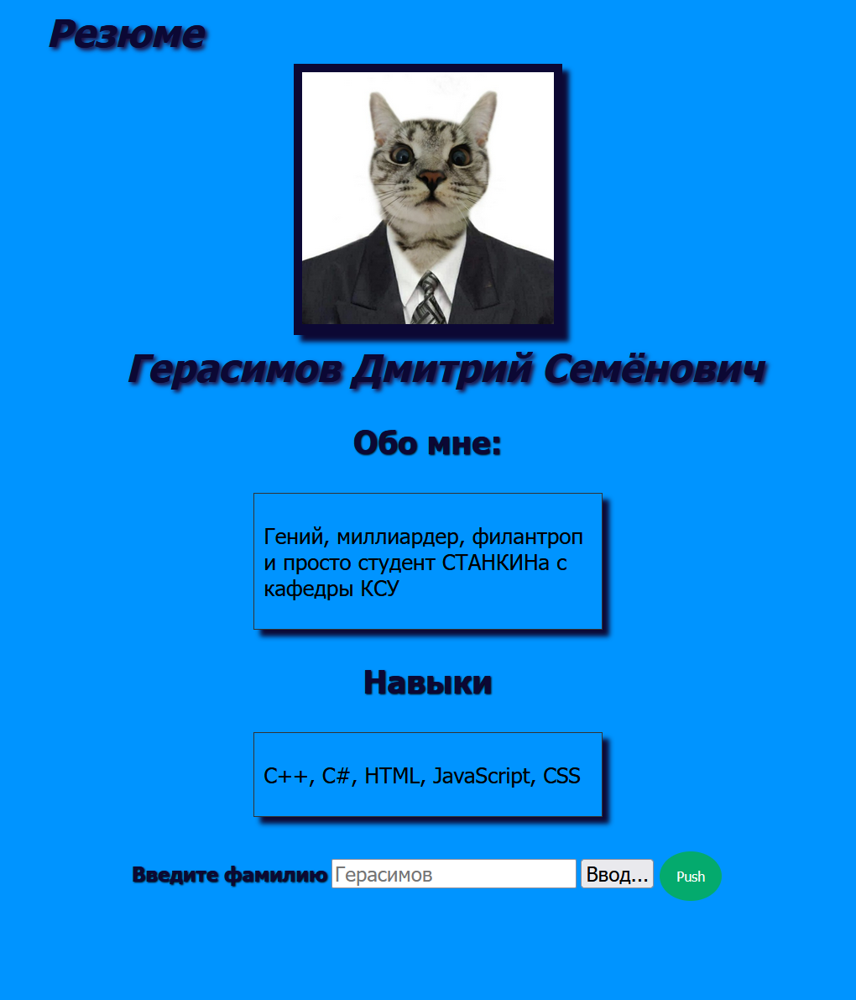 Резюме
Герасимов Дмитрий Семёнович
Обо мне:
Гений, миллиардер, филантроп
и просто студент СТАНКИНа с
кафедры КСУ
Навыки
C++, C#, HTML, JavaScript, CSS
Введите фамилию Герасимов Ввод... Push